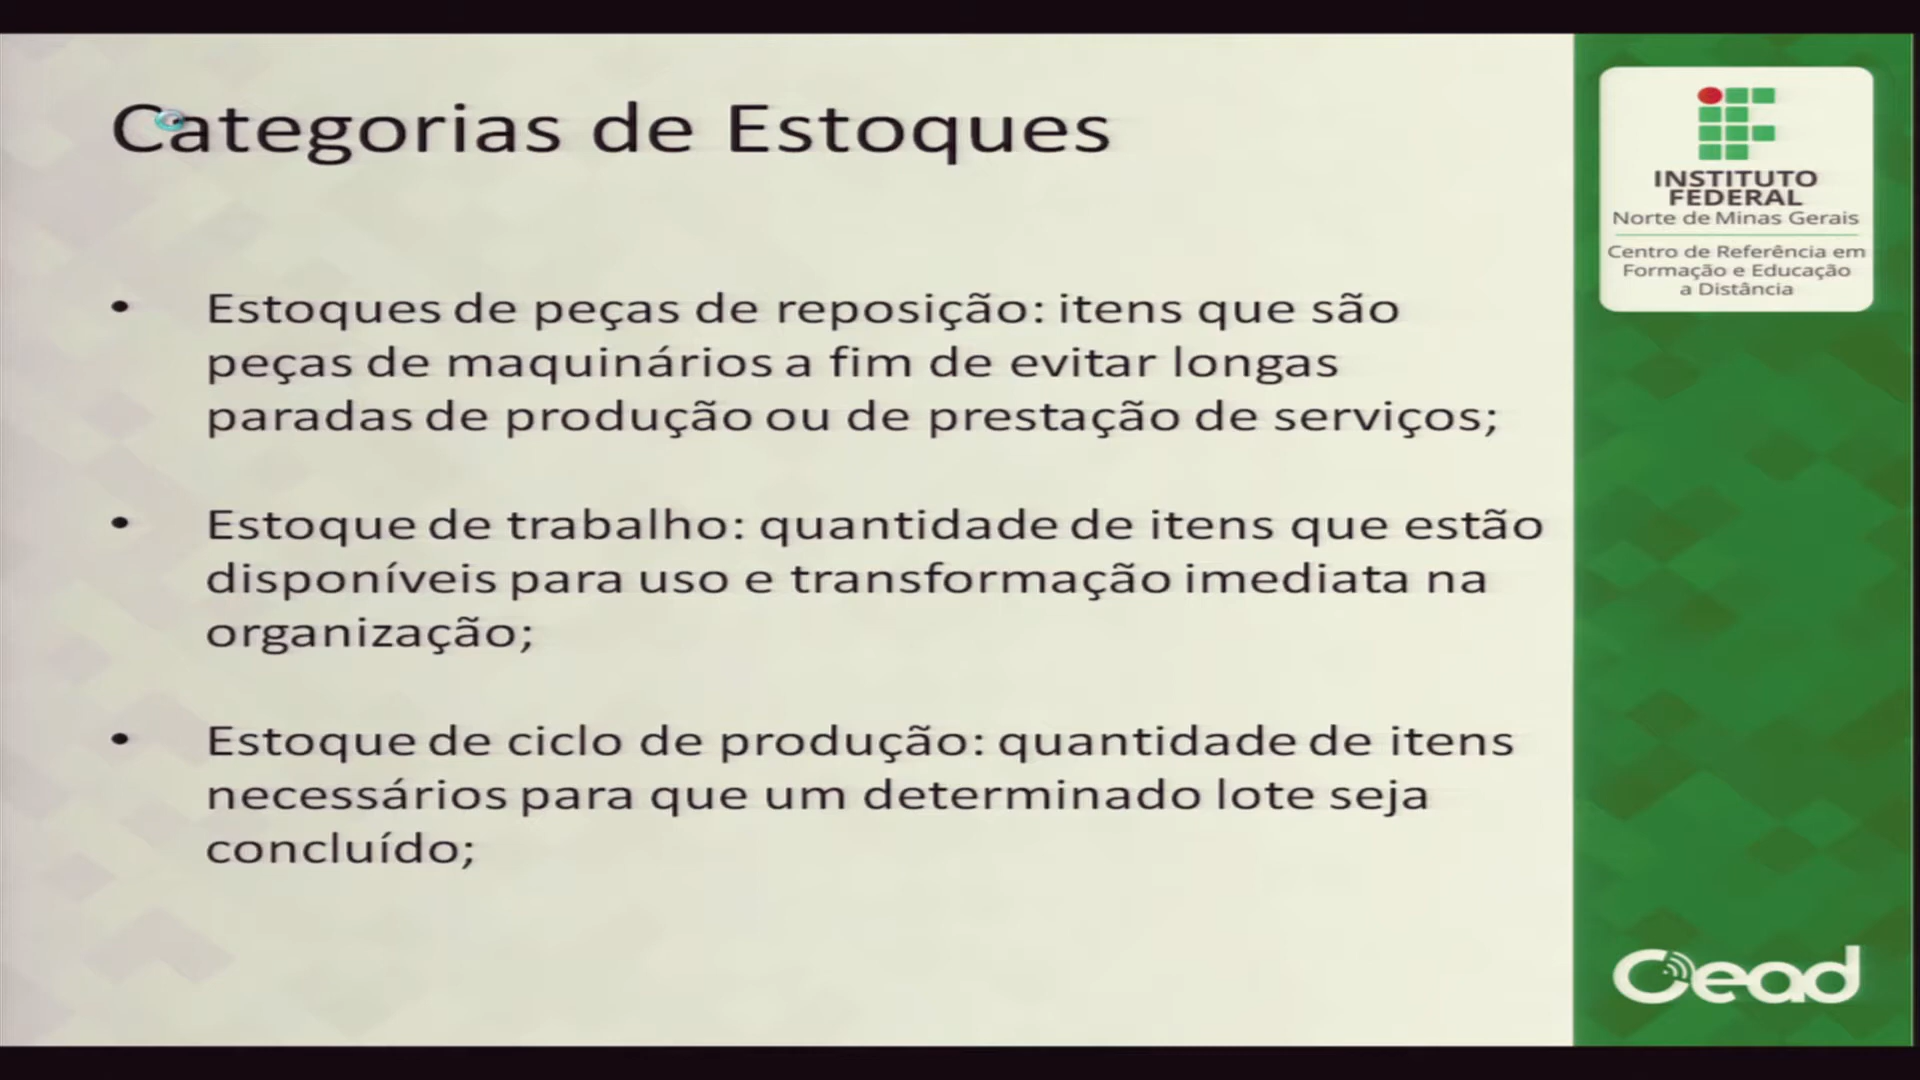 Categorias de Estoques
• Estoques de peças de reposição: itens que são
peças de maquinários a fim de evitar longas
paradas de produção ou de prestação de serviços;
• Estoque de trabalho: quantidade de itens que estão
disponíveis para uso e transformação imediata na
organização;
• Estoque de ciclo de produção: quantidade de itens
necessários para que um determinado lote seja
concluído;
INSTITUTO
FEDERAL
Norte de Minas Gerais
Centro de Referência em
Formação e Educação
a Distância
Cead